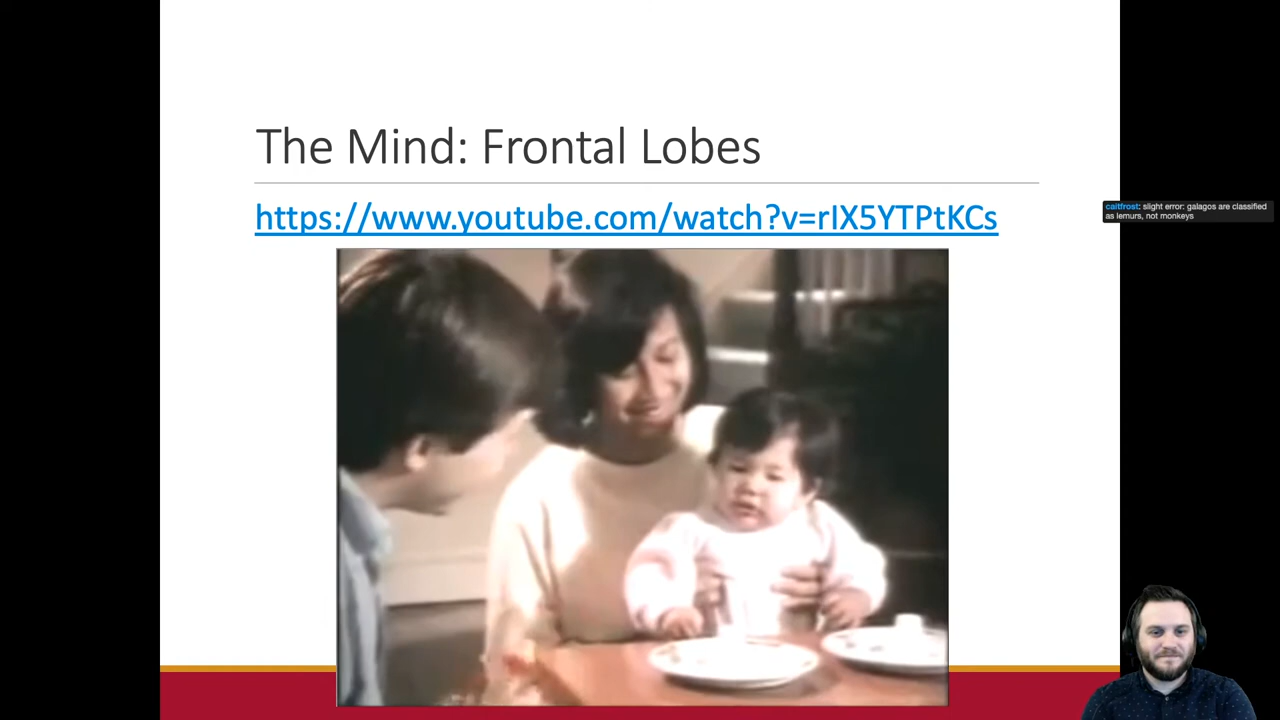 The Mind: Frontal Lobes
https://www.youtube.com/watch?v=rIX5YTPtKCs
caitfrost: slight error: galagos are classified
as lemurs, not monkeys